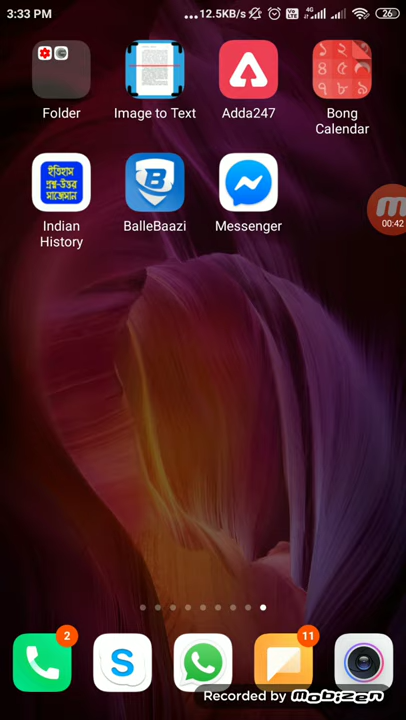 3:33 PM
...12.5KB/s
4G
26
Folder
Image to Text
Adda247
Bong
Calendar
ইতিহাস
প্রশ্ন-উত্তর
সাজেশান
Indian
History
B
BalleBaazi
Messenger
00:42
2
S
11
Recorded by Mobizen